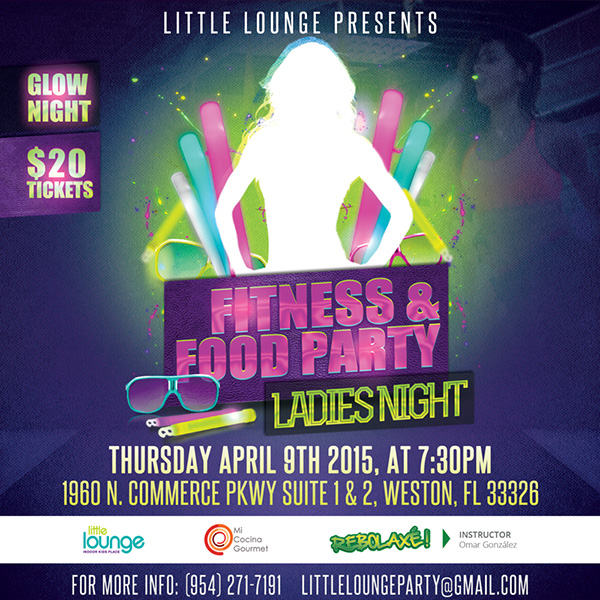 LITTLE LOUNGE PRESENTS
GLOW
NIGHT
$20
TICKETS
FITNESS &
FOOD PARTY
LADIES NIGHT
THURSDAY APRIL 9TH 2015, AT 7:30PM
1960 N. COMMERCE PKWY SUITE 1 & 2, WESTON, FL 33326
little
lounge
INDOOR KIDS PLACE
Mi
Cocina
Gourmet
REBOLAXÉ!
INSTRUCTOR
Omar González
FOR MORE INFO: (954) 271-7191 LITTLELOUNGEPARTY@GMAIL.COM